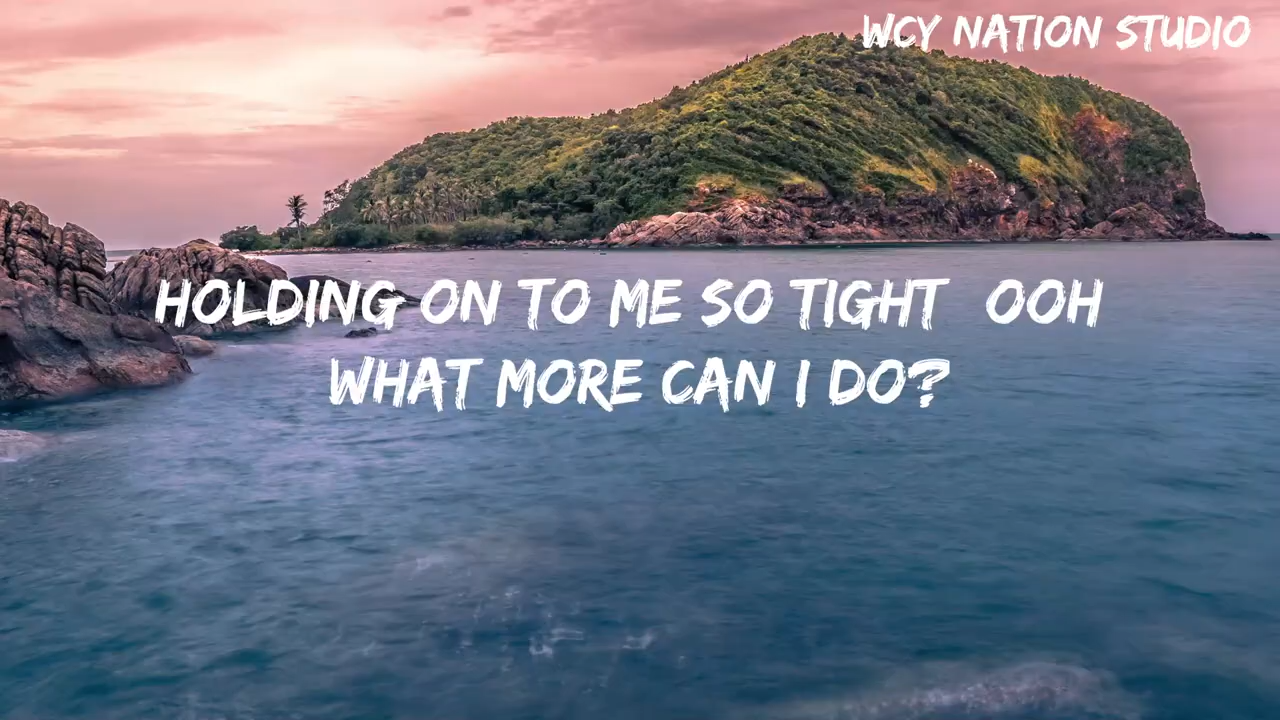 WCY NATION STUDIO
HOLDING ON TO ME SO TIGHT OOH
WHAT MORE CAN I DO?